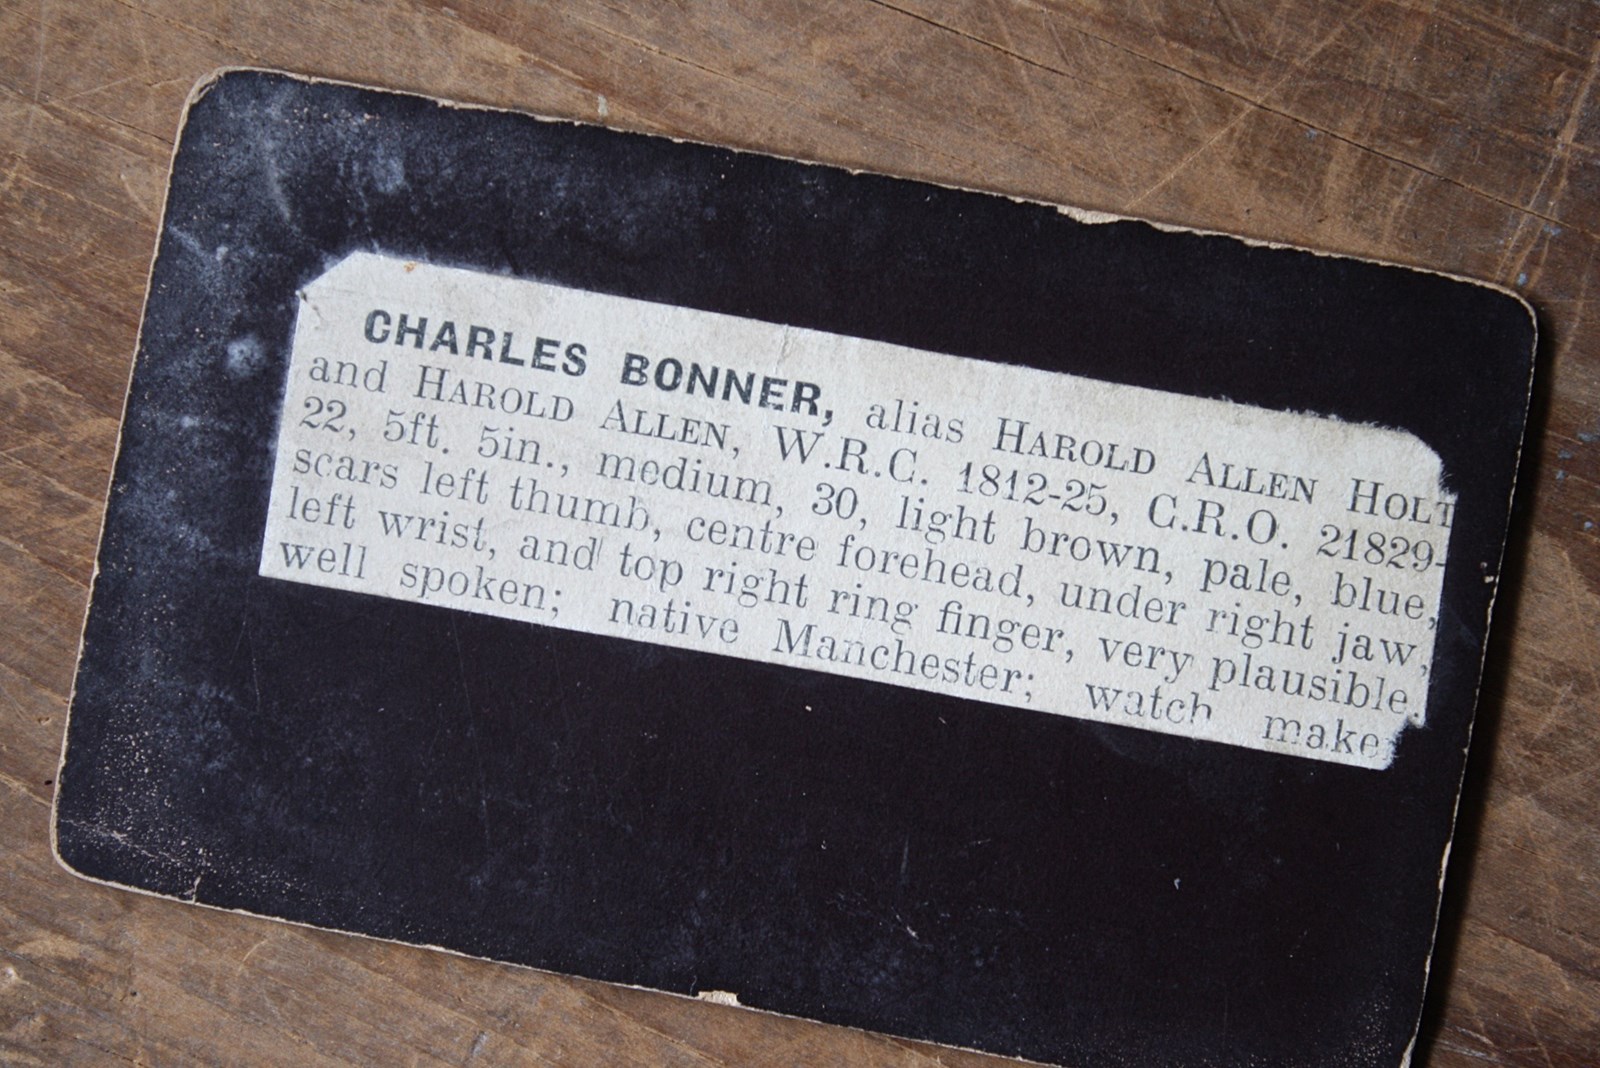 CHARLES BONNER, alias HAROLD ALLEN HOLT
and HAROLD ALLEN, W.R.C. 1812-25, C.R.O. 21829-
22, 5ft. 5in., medium, 30, light brown, pale, blue,
scars left thumb, centre forehead, under right jaw,
left wrist, and top right ring finger, very plausible,
well spoken; native Manchester; watch make